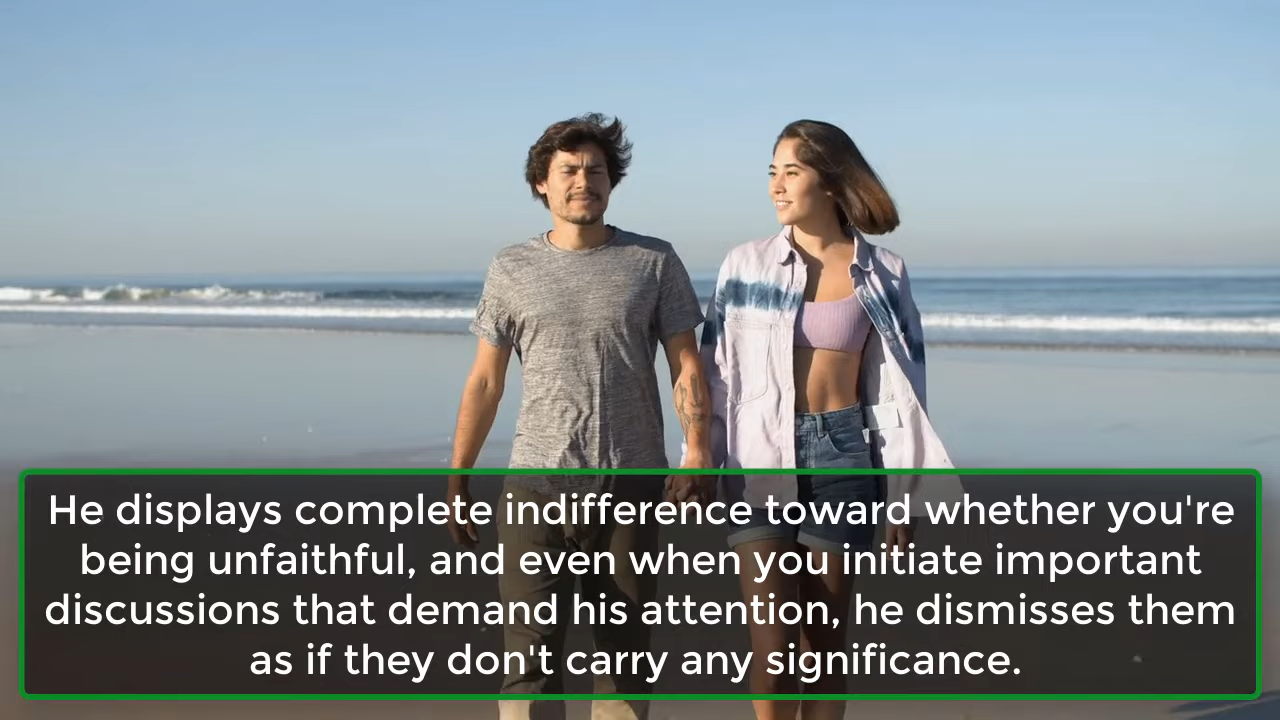 He displays complete indifference toward whether you're
being unfaithful, and even when you initiate important
discussions that demand his attention, he dismisses them
as if they don't carry any significance.